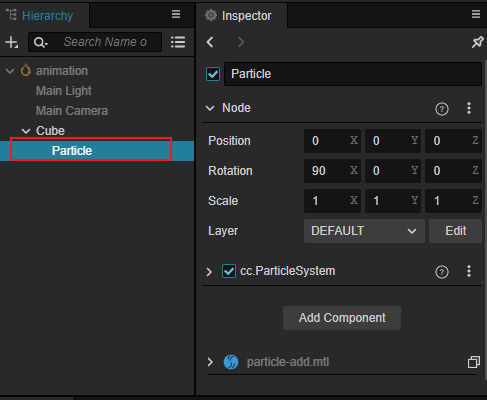 Hierarchy
Search Name o
animation
Main Light
Main Camera
Cube
Particle
Inspector
Particle
Node
Position 0 X 0 Y 0 Z
Rotation 90 X 0 Y 0 Z
Scale 1 X 1 Y 1 Z
Layer DEFAULT Edit
cc.ParticleSystem
Add Component
particle-add.mtl